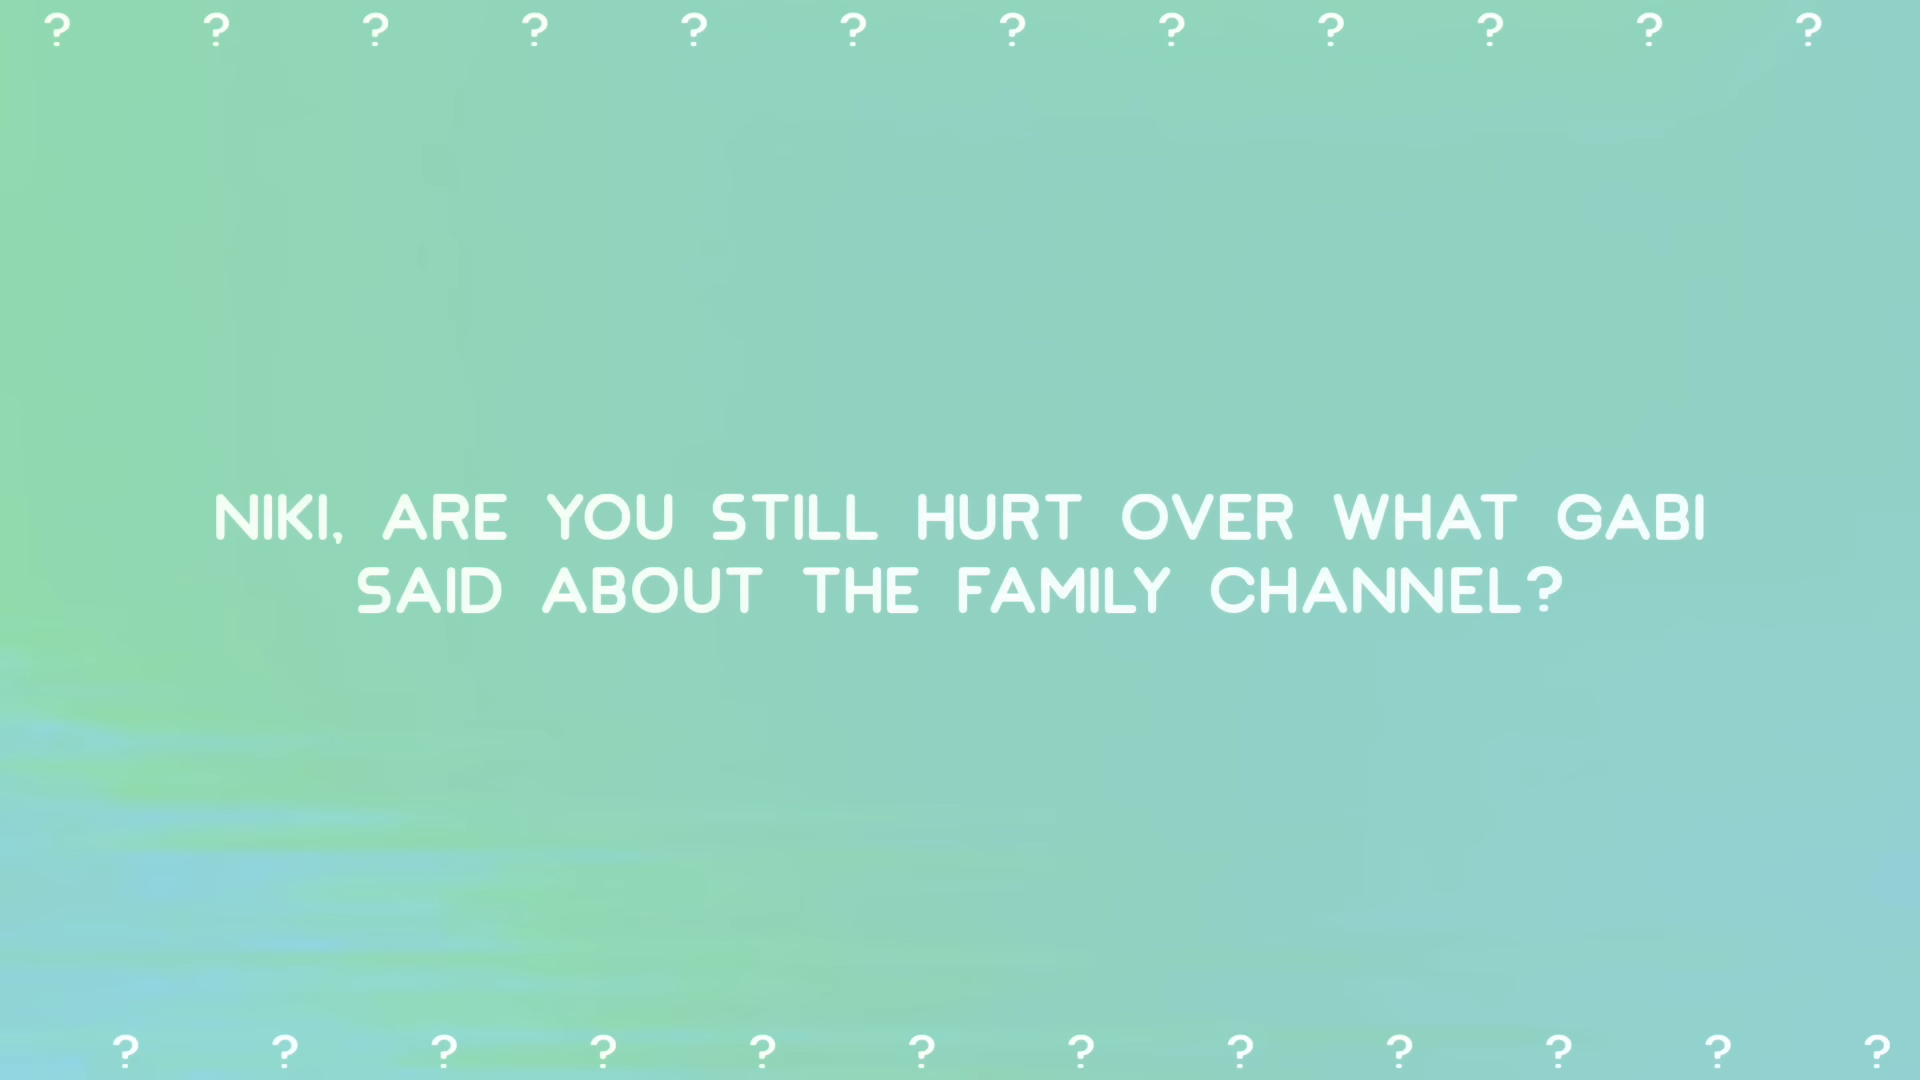 ? ? ? ? ? ? ? ? ? ? ? ?
NIKI, ARE YOU STILL HURT OVER WHAT GABI
SAID ABOUT THE FAMILY CHANNEL?
? ? ? ? ? ? ? ? ? ? ? ?